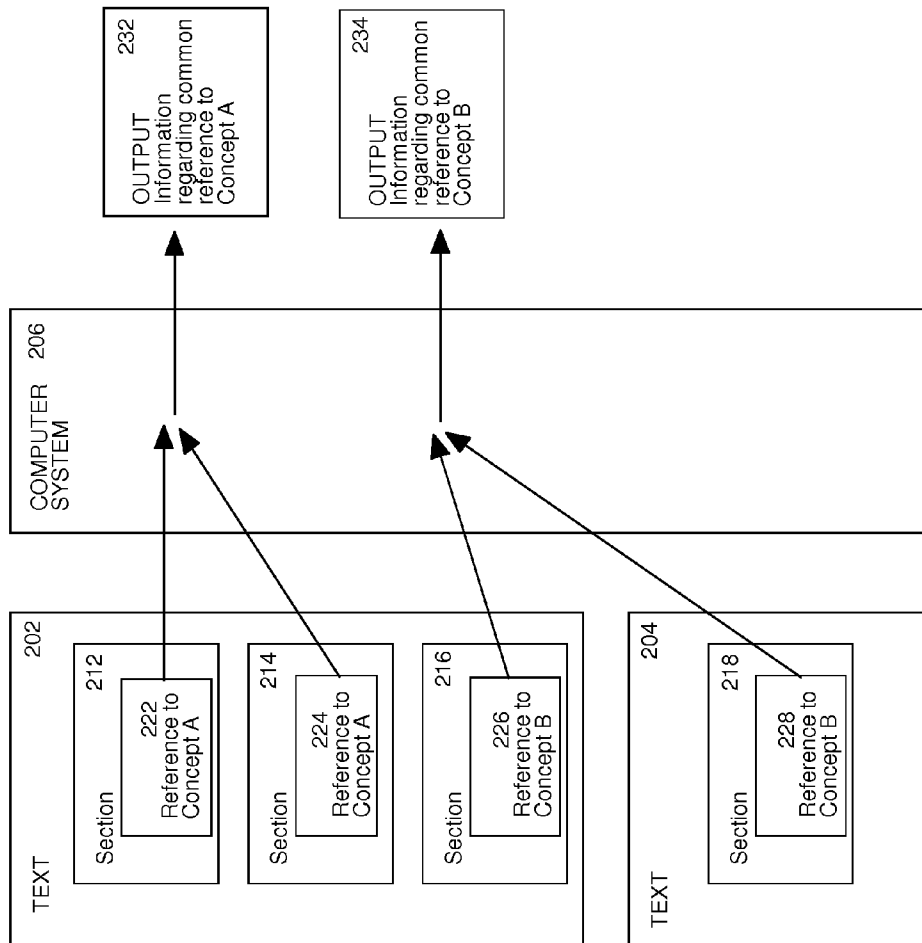 TEXT
202
Section
212
222
Reference to
Concept A
Section
214
224
Reference to
Concept A
Section
216
226
Reference to
Concept B
TEXT
204
Section
218
228
Reference to
Concept B
COMPUTER 206
SYSTEM
232
OUTPUT
Information
regarding common
reference to
Concept A
234
OUTPUT
Information
regarding common
reference to
Concept B